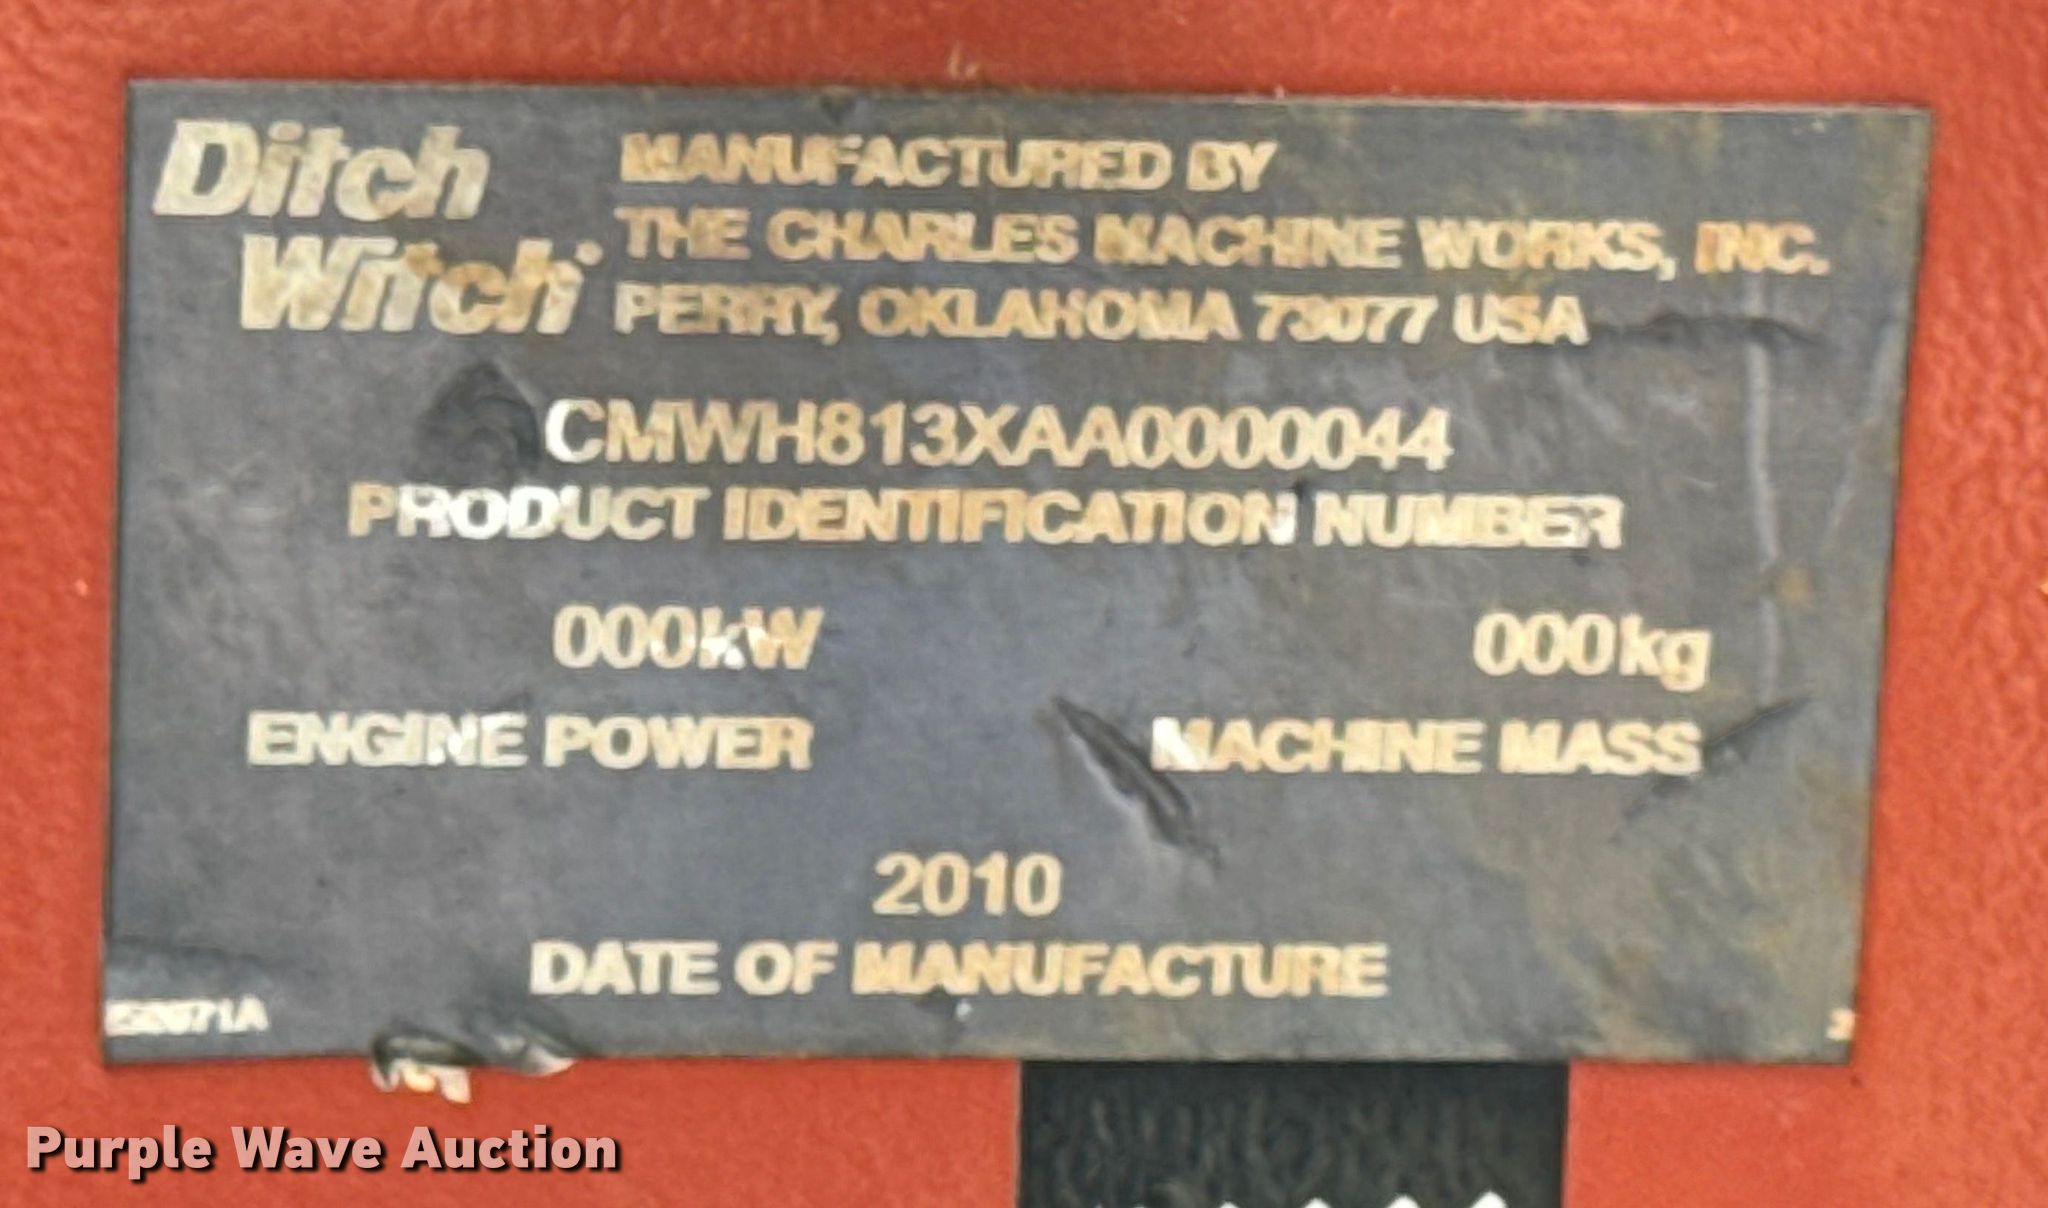 Ditch Witch
MANUFACTURED BY
THE CHARLES MACHINE WORKS, INC.
PERRY, OKLAHOMA 73077 USA
CMWH813XAA0000044
PRODUCT IDENTIFICATION NUMBER
000kW
000kg
ENGINE POWER
MACHINE MASS
2010
DATE OF MANUFACTURE
Purple Wave Auction